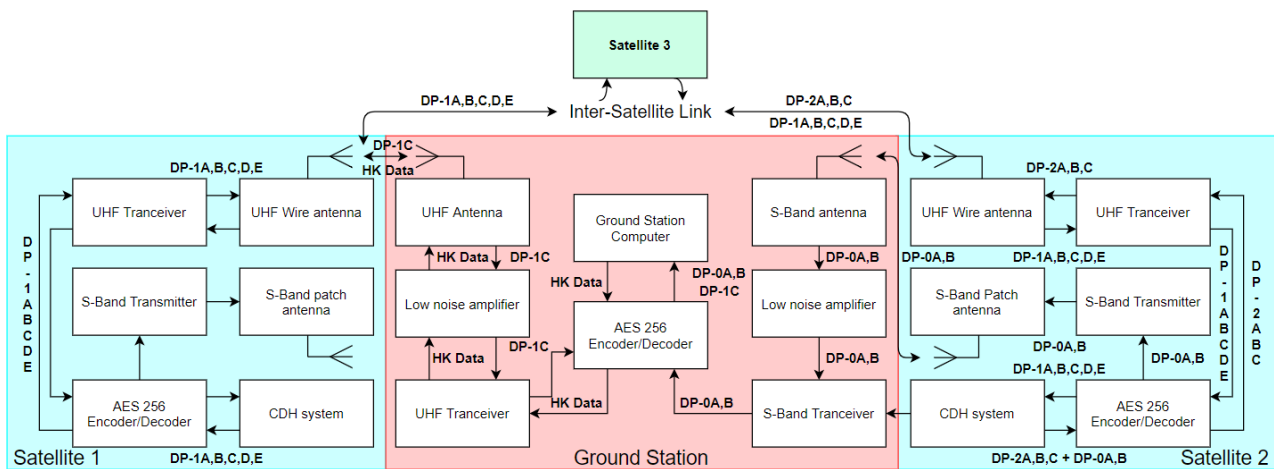 Satellite 3
DP-1A,B,C,D,E
Inter-Satellite Link
DP-2A,B,C
DP-1A,B,C,D,E
DP-1A,B,C,D,E
DP-1C
HK Data
DP-2A,B,C
UHF Tranceiver
UHF Wire antenna
DP-1ABCDE
S-Band Transmitter
S-Band patch
antenna
AES 256
Encoder/Decoder
CDH system
DP-1A,B,C,D,E
Satellite 1
UHF Antenna
HK Data
DP-1C
Low noise amplifier
HK Data
DP-1C
UHF Tranceiver
Ground Station
Computer
HK Data
DP-0A,B
DP-1C
AES 256
Encoder/Decoder
HK Data
DP-0A,B
S-Band antenna
DP-0A,B
Low noise amplifier
DP-0A,B
S-Band Tranceiver
Ground Station
DP-0A,B
UHF Wire antenna
UHF Tranceiver
DP-1A,B,C,D,E
S-Band Patch
antenna
S-Band Transmitter
DP-0A,B
DP-0A,B
DP-1A,B,C,D,E
DP-1ABCDE
DP-2ABC
CDH system
AES 256
Encoder/Decoder
DP-2A,B,C + DP-0A,B
Satellite 2